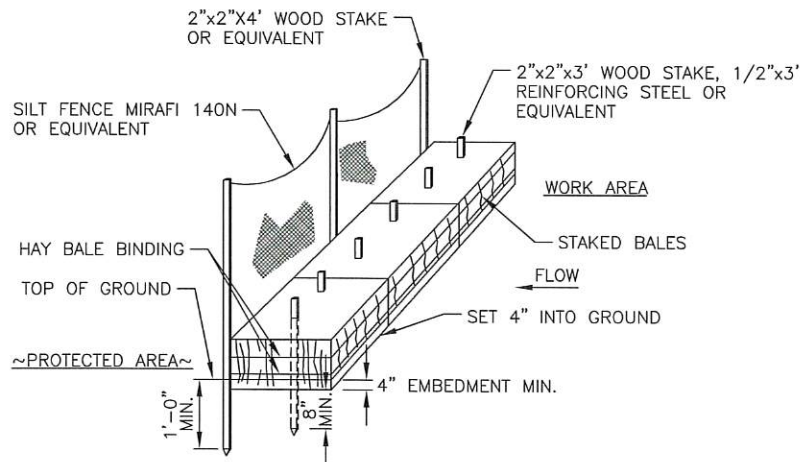 2"x2"X4' WOOD STAKE
OR EQUIVALENT
2"x2"x3' WOOD STAKE, 1/2"x3'
REINFORCING STEEL OR
EQUIVALENT
SILT FENCE MIRAFI 140N
OR EQUIVALENT
WORK AREA
HAY BALE BINDING
STAKED BALES
TOP OF GROUND
FLOW
SET 4" INTO GROUND
~PROTECTED AREA~
4" EMBEDMENT MIN.
1'-0"
MIN.
8"
MIN.